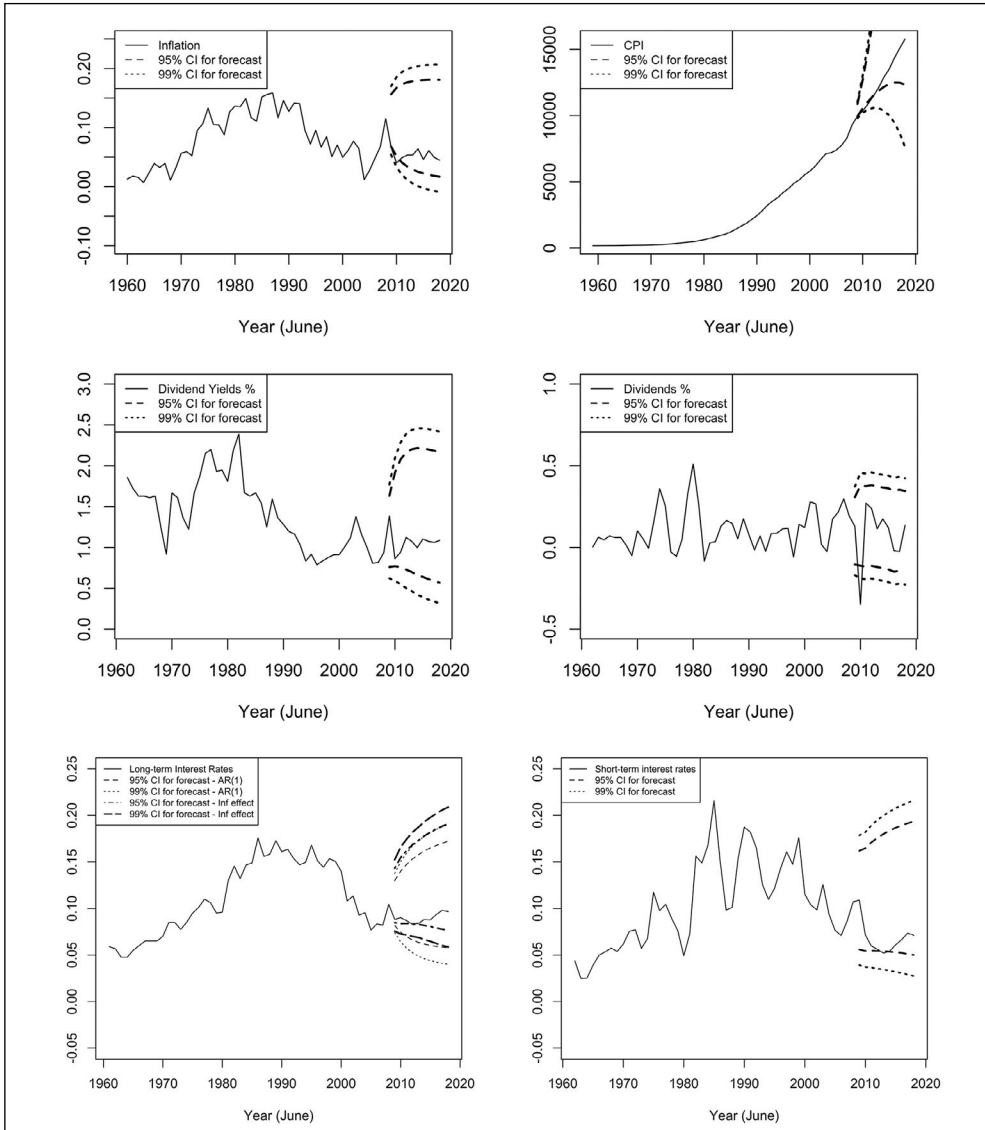 Inflation
95% CI for forecast
99% CI for forecast
0.20
0.10
0.00
-0.10
1960 1970 1980 1990 2000 2010 2020
Year (June)
CPI
95% CI for forecast
99% CI for forecast
15000
10000
5000
0
1960 1970 1980 1990 2000 2010 2020
Year (June)
Dividend Yields %
95% CI for forecast
99% CI for forecast
3.0
2.5
2.0
1.5
1.0
0.5
0.0
1960 1970 1980 1990 2000 2010 2020
Year (June)
Dividends %
95% CI for forecast
99% CI for forecast
1.0
0.5
0.0
-0.5
1960 1970 1980 1990 2000 2010 2020
Year (June)
Long-term Interest Rates
95% CI for forecast - AR(1)
99% CI for forecast - AR(1)
95% CI for forecast - Inf effect
99% CI for forecast - Inf effect
0.25
0.20
0.15
0.10
0.05
0.00
-0.05
1960 1970 1980 1990 2000 2010 2020
Year (June)
Short-term interest rates
95% CI for forecast
99% CI for forecast
0.25
0.20
0.15
0.10
0.05
0.00
-0.05
1960 1970 1980 1990 2000 2010 2020
Year (June)